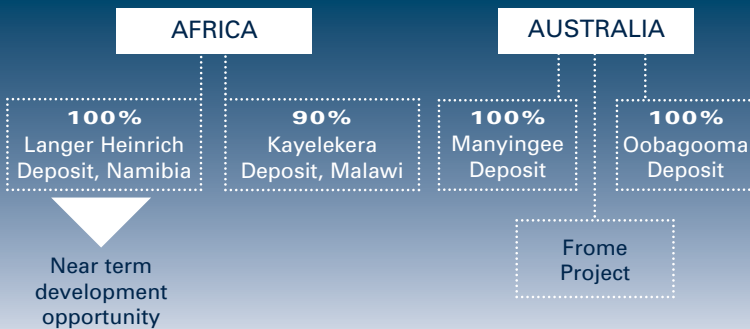 AFRICA
100%
Langer Heinrich
Deposit, Namibia
90%
Kayelekera
Deposit, Malawi
Near term
development
opportunity
AUSTRALIA
100%
Manyingee
Deposit
100%
Oobagooma
Deposit
Frome
Project